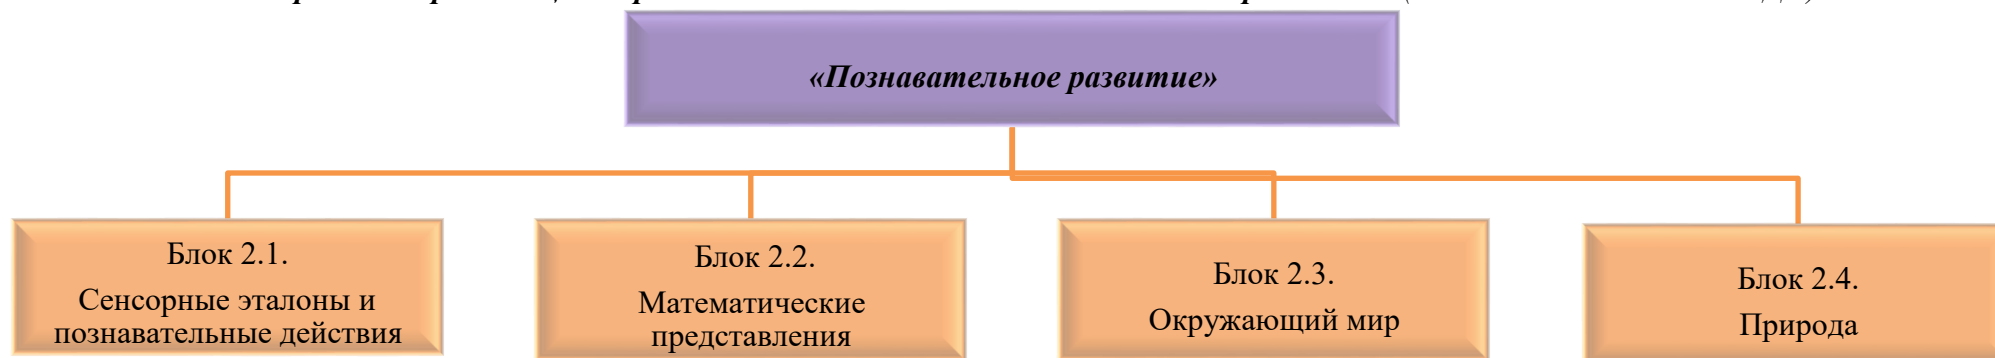 «Познавательное развитие»
Блок 2.1.
Сенсорные эталоны и
познавательные действия
Блок 2.2.
Математические
представления
Блок 2.3.
Окружающий мир
Блок 2.4.
Природа